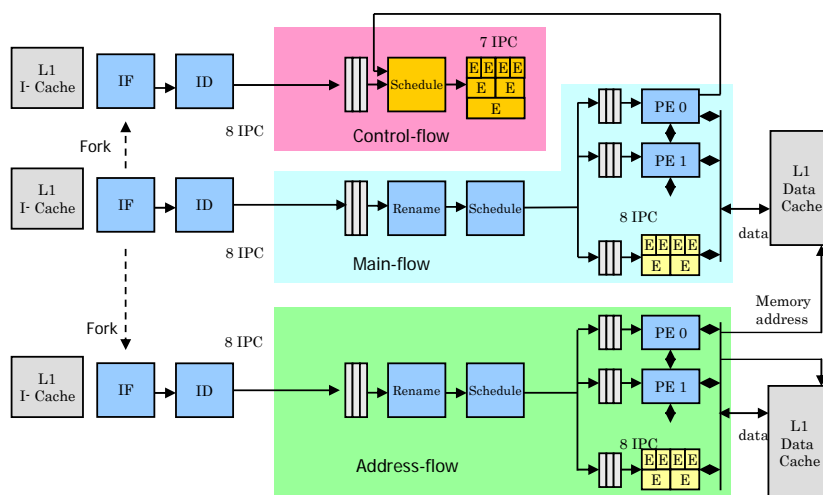 L1
I- Cache
IF
ID
8 IPC
7 IPC
E E E E
E E
E
Schedule
Control-flow
Fork
L1
I- Cache
IF
ID
8 IPC
Rename
Schedule
PE 0
PE 1
8 IPC
E E E E
E E
Main-flow
data
L1
Data
Cache
Memory
address
Fork
L1
I- Cache
IF
ID
8 IPC
Rename
Schedule
PE 0
PE 1
8 IPC
E E E E
E E
Address-flow
data
L1
Data
Cache